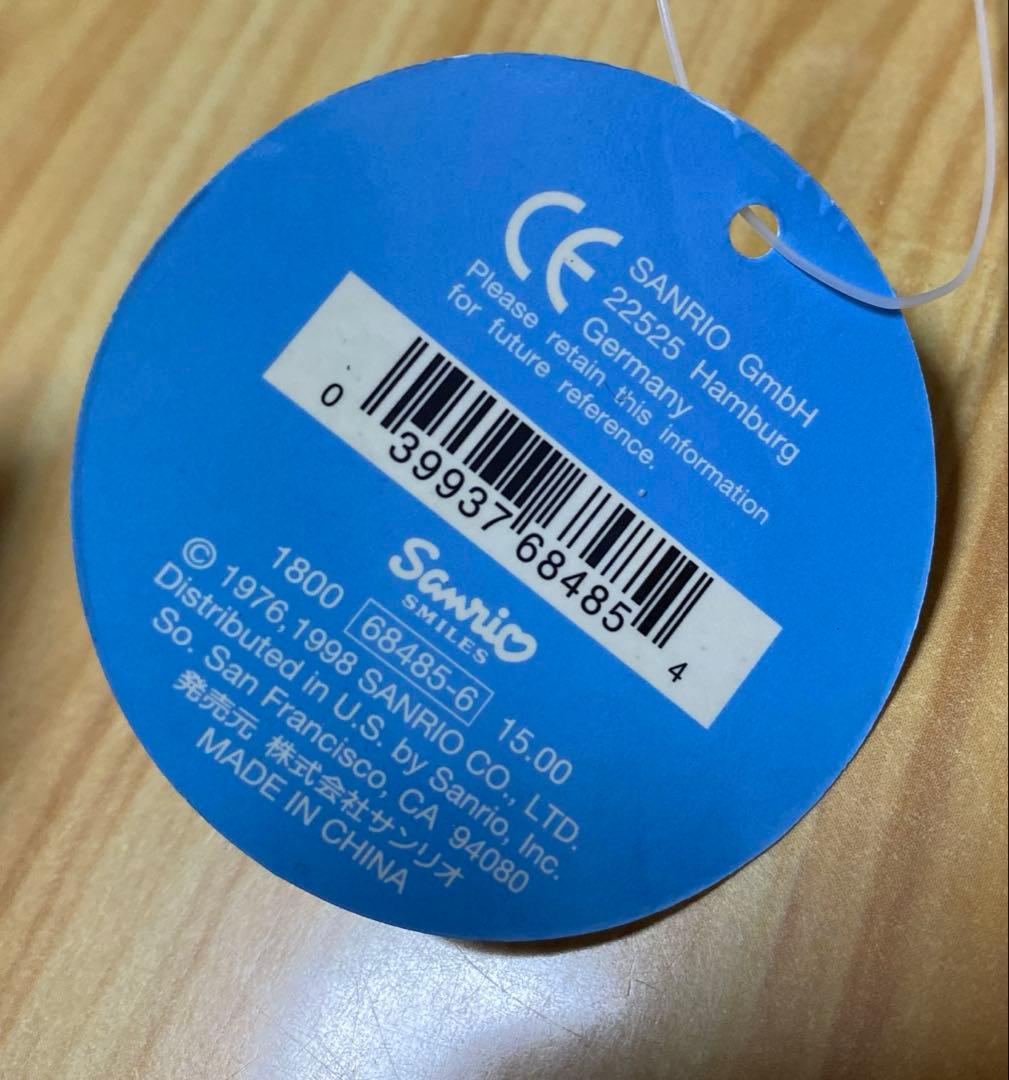 CE
SANRIO GmbH
22525 Hamburg
Germany
Please retain this information
for future reference.
0 39937 68485 4
Sanrio
SMILES
1800 68485-6 15.00
© 1976, 1998 SANRIO CO., LTD.
Distributed in U.S. by Sanrio, Inc.
So. San Francisco, CA 94080
発売元 株式会社サンリオ
MADE IN CHINA